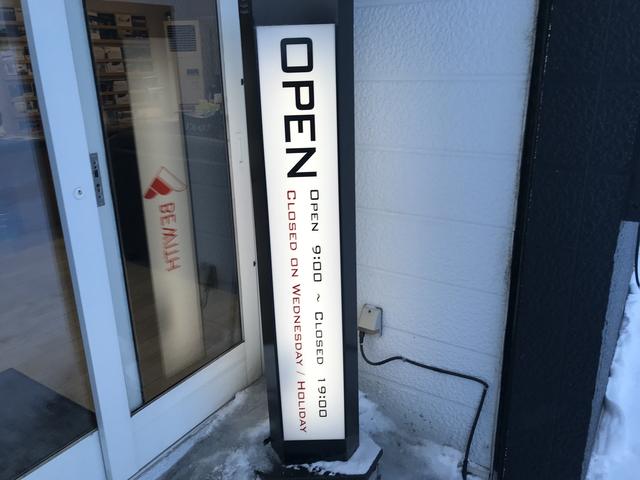 OPEN
OPEN 9:00 ~ CLOSED 19:00
CLOSED ON WEDNESDAY / HOLIDAY